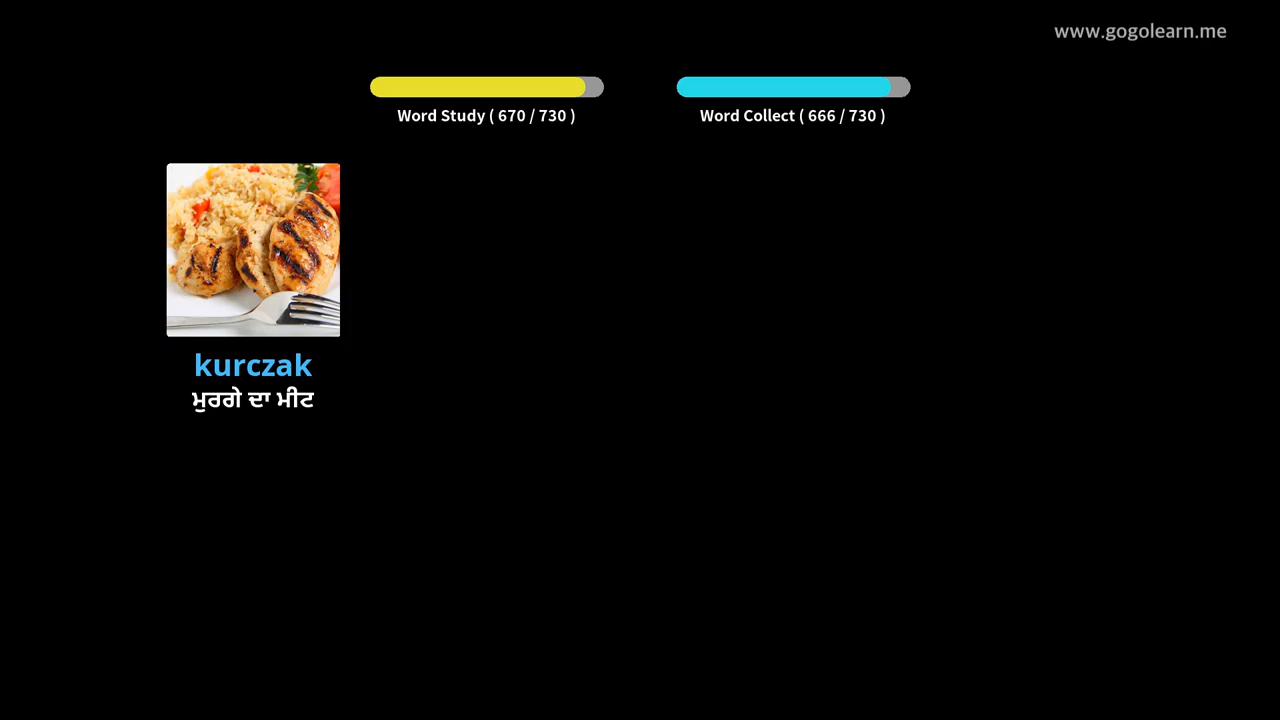 www.gogolearn.me
Word Study ( 670 / 730 )
Word Collect ( 666 / 730 )
kurczak
ਮੁਰਗੇ ਦਾ ਮੀਟ